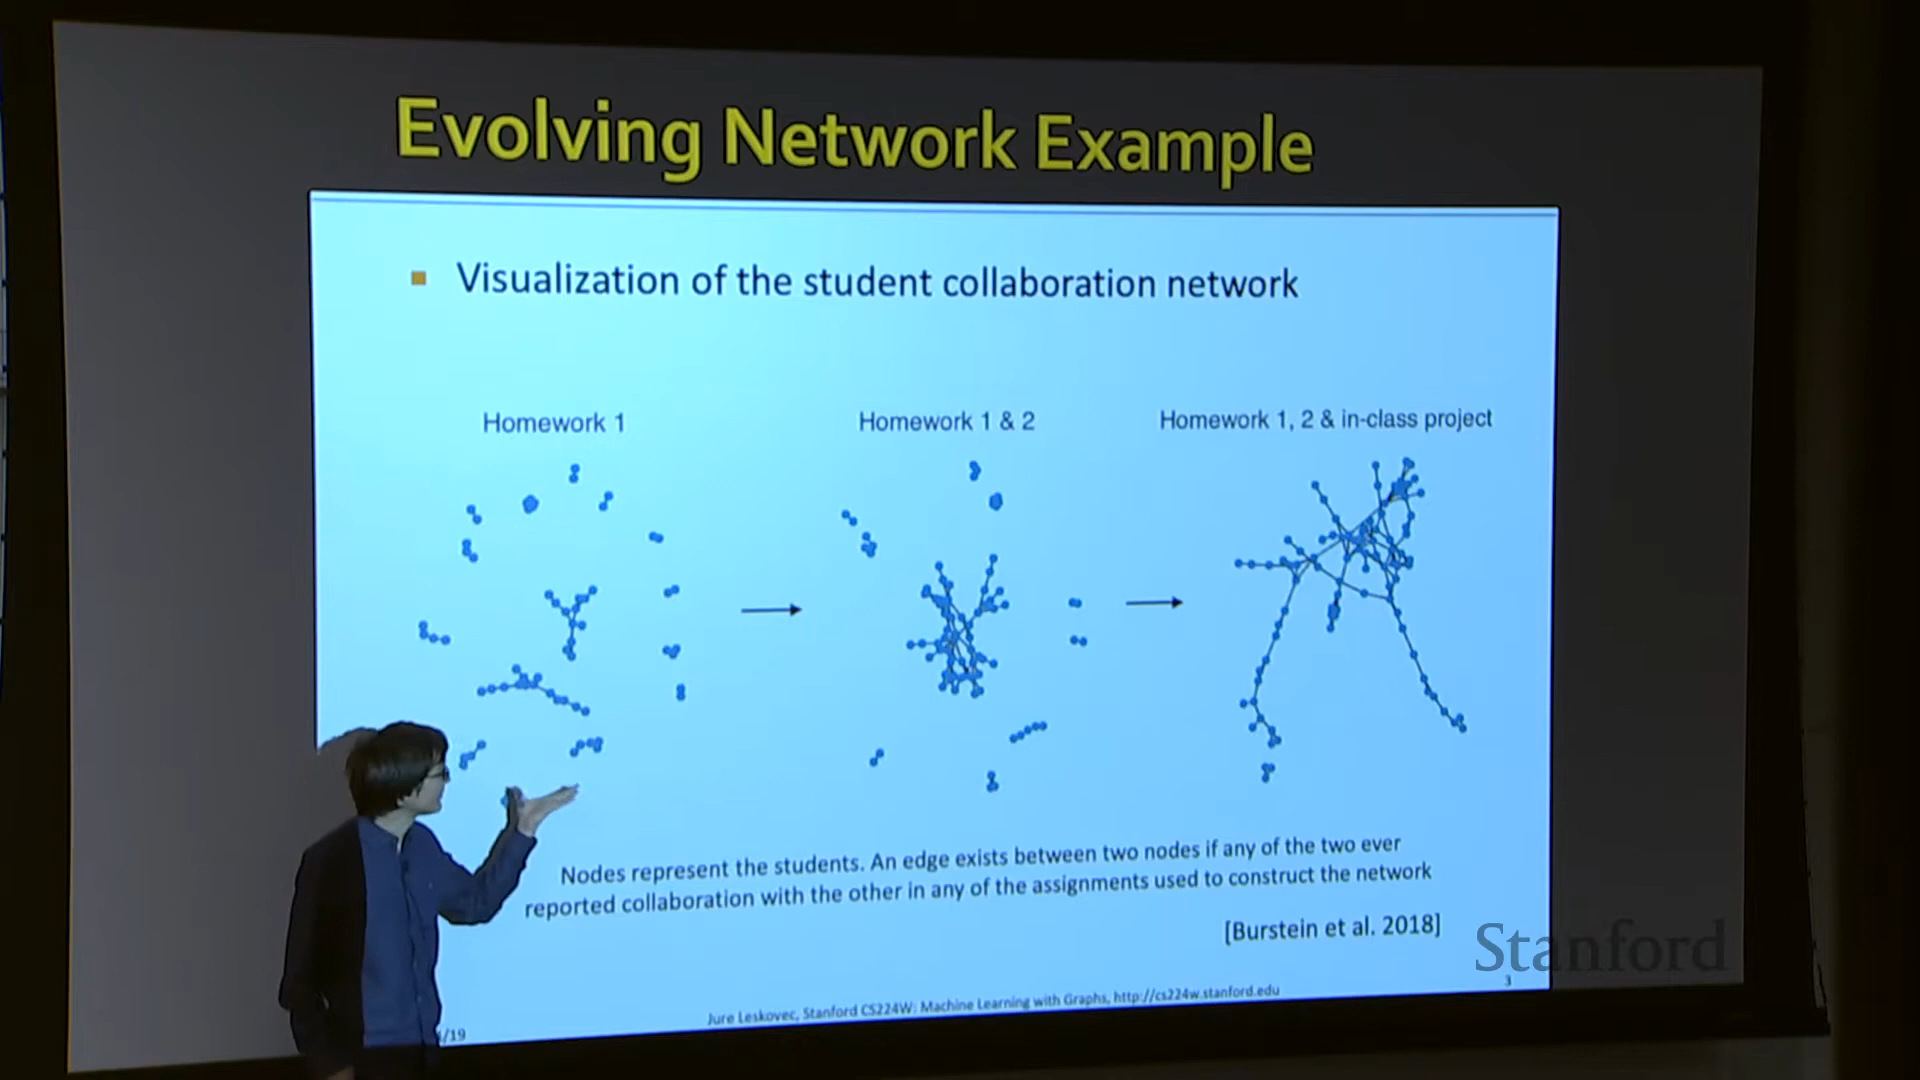 Evolving Network Example
Visualization of the student collaboration network
Homework 1
Homework 1 & 2
Homework 1, 2 & in-class project
Nodes represent the students. An edge exists between two nodes if any of the two ever
reported collaboration with the other in any of the assignments used to construct the network
[Burstein et al. 2018]
Stanford
3
Jure Leskovec, Stanford CS224W: Machine Learning with Graphs, http://cs224w.stanford.edu
/19